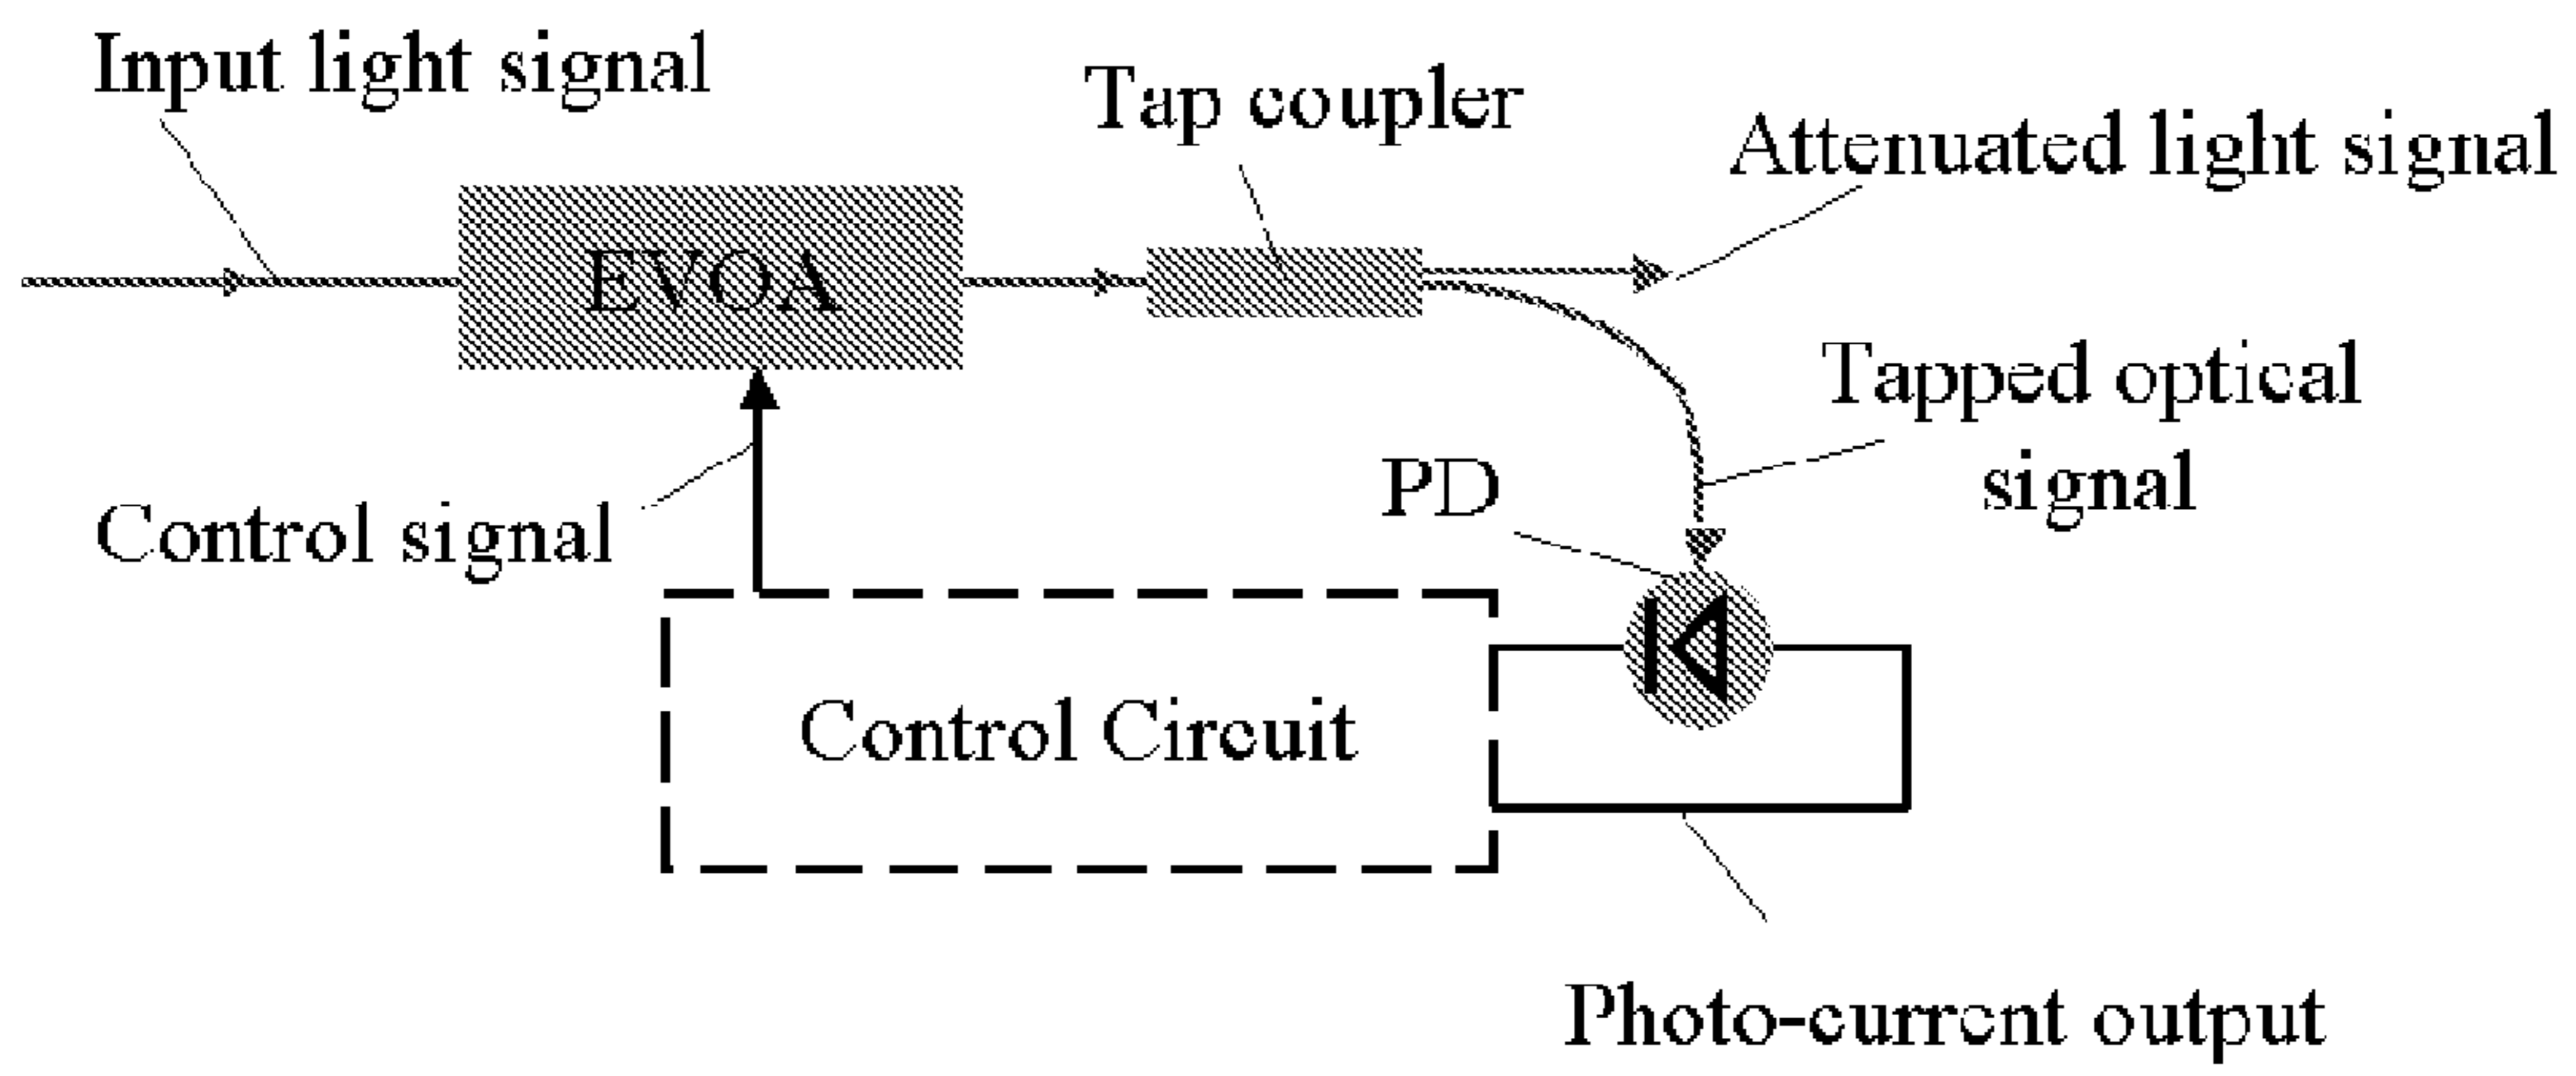 Input light signal
Tap coupler
Attenuated light signal
EVOA
Tapped optical
signal
PD
Control signal
Control Circuit
Photo-current output